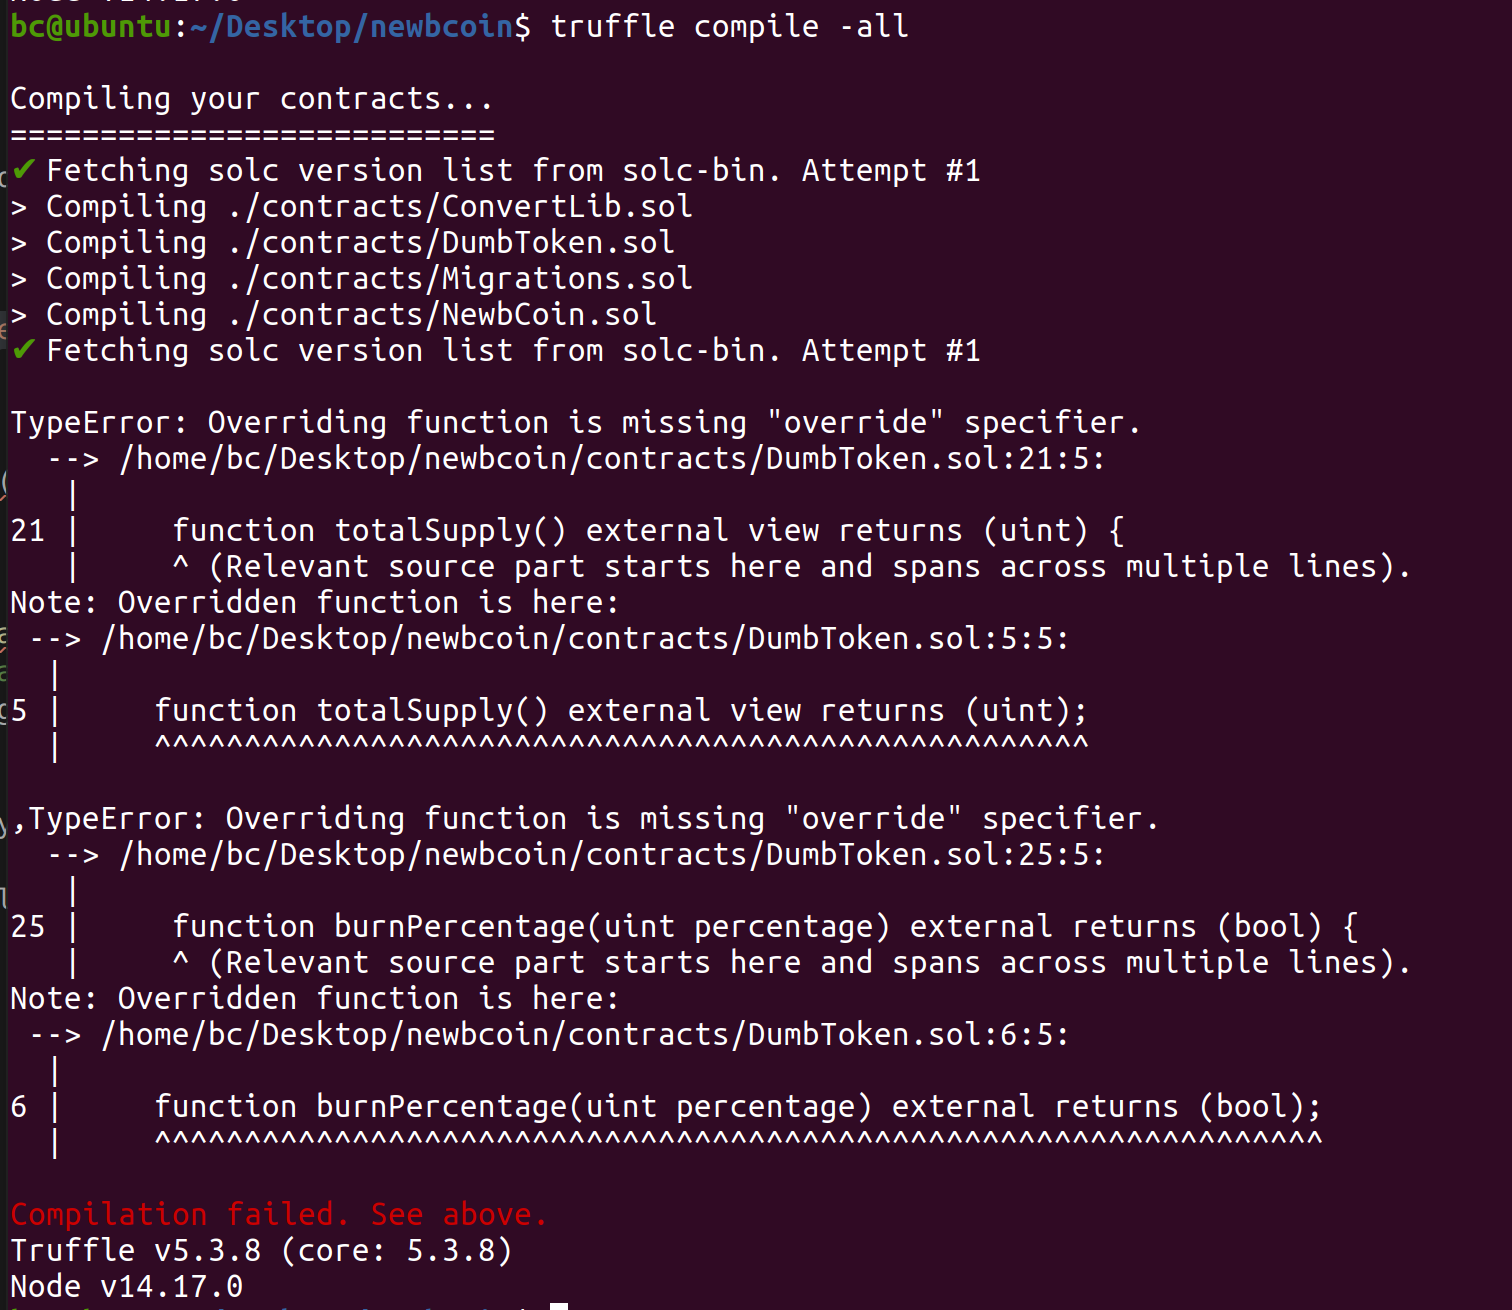 bc@ubuntu:~/Desktop/newbcoin$ truffle compile -all
Compiling your contracts...
===========================
✔ Fetching solc version list from solc-bin. Attempt #1
> Compiling ./contracts/ConvertLib.sol
> Compiling ./contracts/DumbToken.sol
> Compiling ./contracts/Migrations.sol
> Compiling ./contracts/NewbCoin.sol
✔ Fetching solc version list from solc-bin. Attempt #1
TypeError: Overriding function is missing "override" specifier.
  --> /home/bc/Desktop/newbcoin/contracts/DumbToken.sol:21:5:
   |
21 |     function totalSupply() external view returns (uint) {
   |     ^ (Relevant source part starts here and spans across multiple lines).
Note: Overridden function is here:
 --> /home/bc/Desktop/newbcoin/contracts/DumbToken.sol:5:5:
  |
5 |     function totalSupply() external view returns (uint);
  |     ^^^^^^^^^^^^^^^^^^^^^^^^^^^^^^^^^^^^^^^^^^^^^^^^^^^^
,TypeError: Overriding function is missing "override" specifier.
  --> /home/bc/Desktop/newbcoin/contracts/DumbToken.sol:25:5:
   |
25 |     function burnPercentage(uint percentage) external returns (bool) {
   |     ^ (Relevant source part starts here and spans across multiple lines).
Note: Overridden function is here:
 --> /home/bc/Desktop/newbcoin/contracts/DumbToken.sol:6:5:
  |
6 |     function burnPercentage(uint percentage) external returns (bool);
  |     ^^^^^^^^^^^^^^^^^^^^^^^^^^^^^^^^^^^^^^^^^^^^^^^^^^^^^^^^^^^^^^^^^
Compilation failed. See above.
Truffle v5.3.8 (core: 5.3.8)
Node v14.17.0